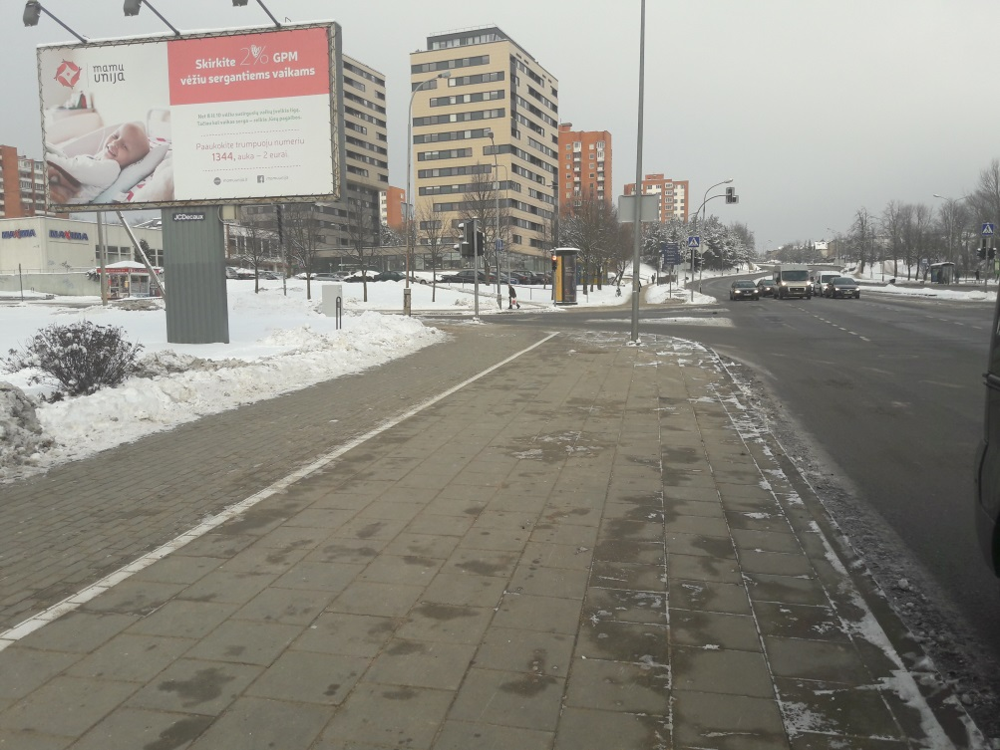 mamu
unija
Skirkite 2% GPM
vėžiu sergantiems vaikams
Paaukokite trumpuoju numeriu
1344, auka – 2 eurai.
JCDecaux
MAXIMA
MAXIMA